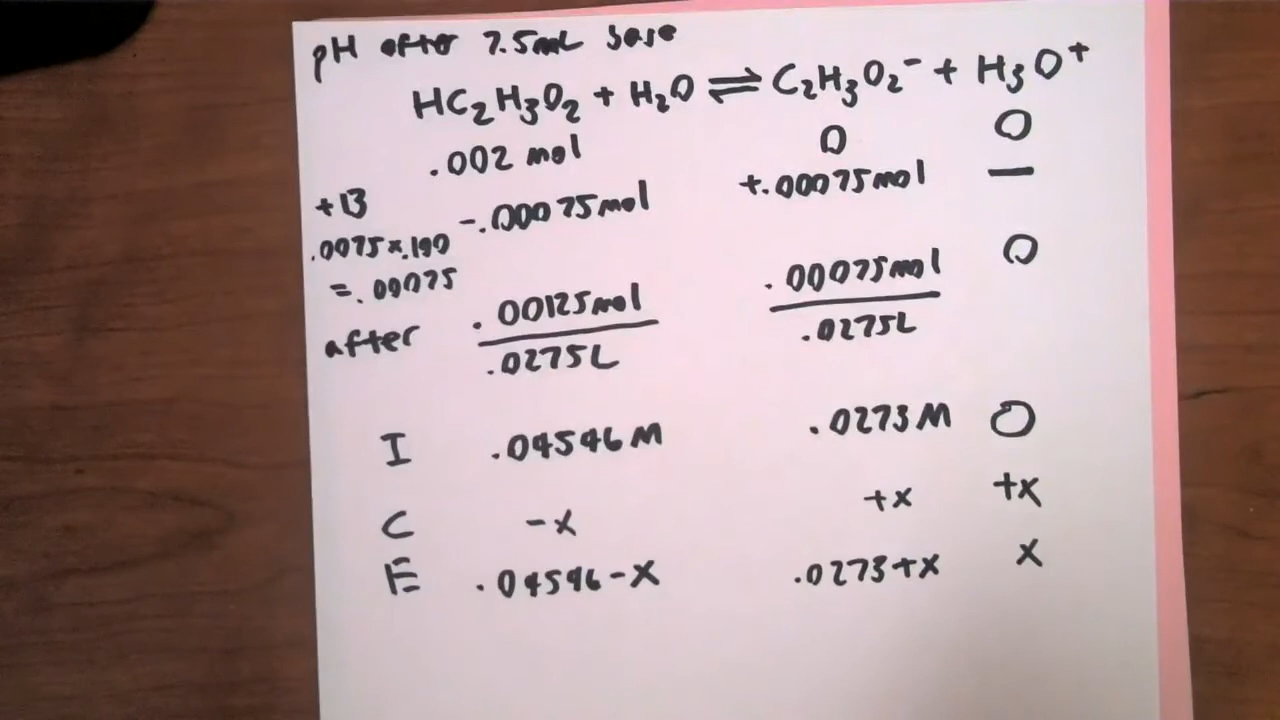 pH after 7.5mL base
HC₂H₃O₂ + H₂O ⇌ C₂H₃O₂⁻ + H₃O⁺
.002 mol 0 0
+B -.00075mol +.00075mol —
.0075×.100
=.00075
after .00125mol/.0275L .00075mol/.0275L 0
I .04546M .0273M 0
C -x +x +x
E .04546-x .0273+x x